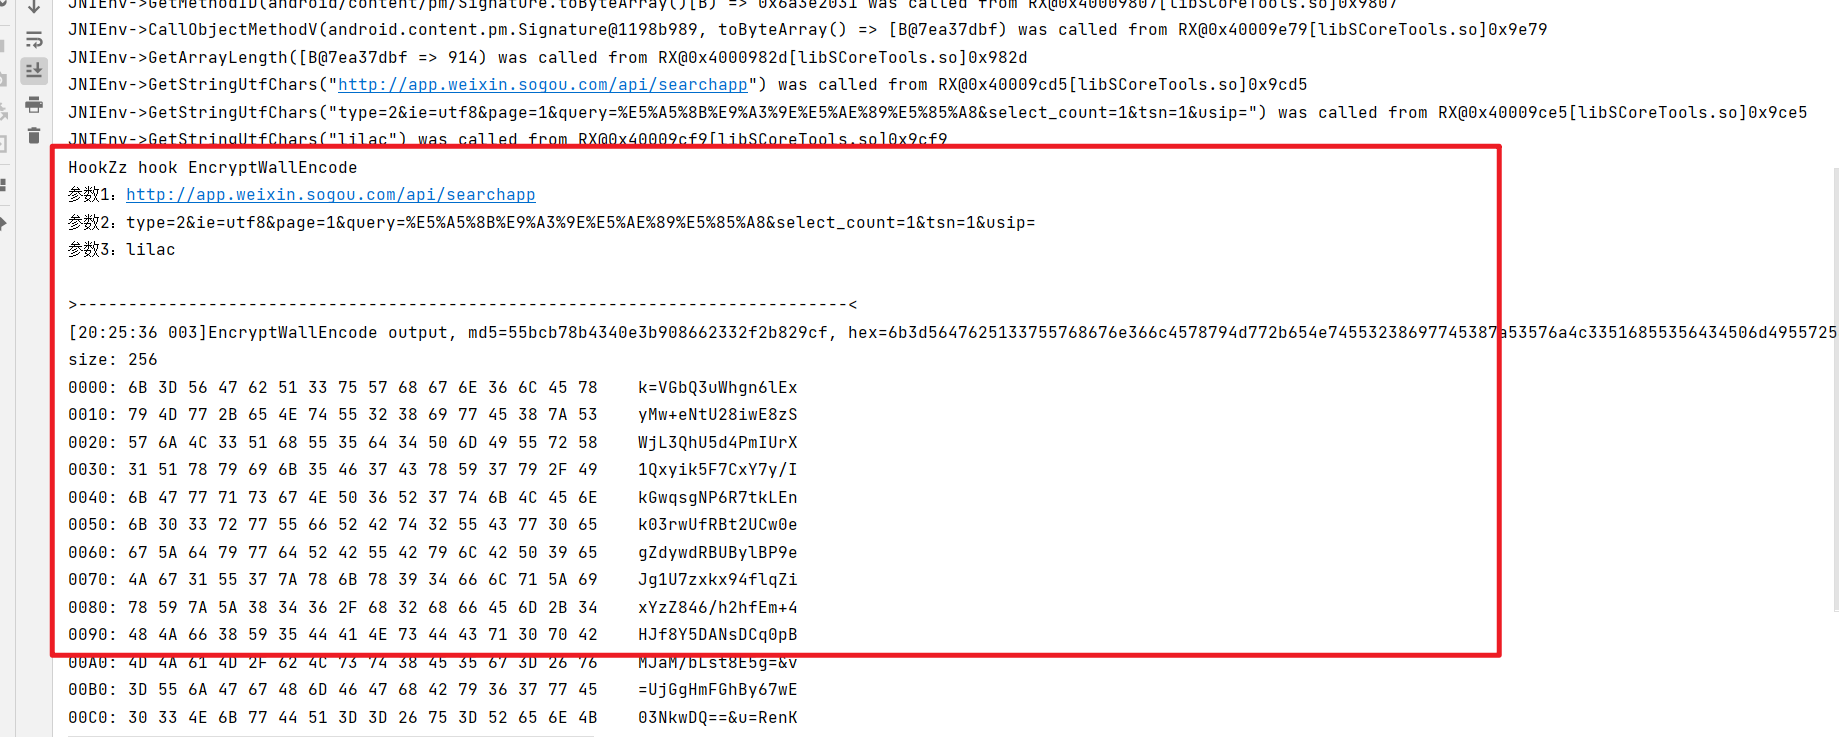 JNIEnv->GetMethodID(android/content/pm/Signature.toByteArray()[B) => 0x6a3e2031 was called from RX@0x40009807[libSCoreTools.so]0x9807
JNIEnv->CallObjectMethodV(android.content.pm.Signature@1198b989, toByteArray() => [B@7ea37dbf) was called from RX@0x40009e79[libSCoreTools.so]0x9e79
JNIEnv->GetArrayLength([B@7ea37dbf => 914) was called from RX@0x4000982d[libSCoreTools.so]0x982d
JNIEnv->GetStringUtfChars("http://app.weixin.sogou.com/api/searchapp") was called from RX@0x40009cd5[libSCoreTools.so]0x9cd5
JNIEnv->GetStringUtfChars("type=2&ie=utf8&page=1&query=%E5%A5%8B%E9%A3%9E%E5%AE%89%E5%85%A8&select_count=1&tsn=1&usip=") was called from RX@0x40009ce5[libSCoreTools.so]0x9ce5
JNIEnv->GetStringUtfChars("lilac") was called from RX@0x40009cf9[libSCoreTools.so]0x9cf9
HookZz hook EncryptWallEncode
参数1：http://app.weixin.sogou.com/api/searchapp
参数2：type=2&ie=utf8&page=1&query=%E5%A5%8B%E9%A3%9E%E5%AE%89%E5%85%A8&select_count=1&tsn=1&usip=
参数3：lilac
>-----------------------------------------------------------------------------<
[20:25:36 003]EncryptWallEncode output, md5=55bcb78b4340e3b908662332f2b829cf, hex=6b3d5647625133755768676e366c4578794d772b654e74553238697745387a53576a4c33516855356434506d4955725
size: 256
0000: 6B 3D 56 47 62 51 33 75 57 68 67 6E 36 6C 45 78    k=VGbQ3uWhgn6lEx
0010: 79 4D 77 2B 65 4E 74 55 32 38 69 77 45 38 7A 53    yMw+eNtU28iwE8zS
0020: 57 6A 4C 33 51 68 55 35 64 34 50 6D 49 55 72 58    WjL3QhU5d4PmIUrX
0030: 31 51 78 79 69 6B 35 46 37 43 78 59 37 79 2F 49    1Qxyik5F7CxY7y/I
0040: 6B 47 77 71 73 67 4E 50 36 52 37 74 6B 4C 45 6E    kGwqsgNP6R7tkLEn
0050: 6B 30 33 72 77 55 66 52 42 74 32 55 43 77 30 65    k03rwUfRBt2UCw0e
0060: 67 5A 64 79 77 64 52 42 55 42 79 6C 42 50 39 65    gZdywdRBUBylBP9e
0070: 4A 67 31 55 37 7A 78 6B 78 39 34 66 6C 71 5A 69    Jg1U7zxkx94flqZi
0080: 78 59 7A 5A 38 34 36 2F 68 32 68 66 45 6D 2B 34    xYzZ846/h2hfEm+4
0090: 48 4A 66 38 59 35 44 41 4E 73 44 43 71 30 70 42    HJf8Y5DANsDCq0pB
00A0: 4D 4A 61 4D 2F 62 4C 73 74 38 45 35 67 3D 26 76    MJaM/bLst8E5g=&v
00B0: 3D 55 6A 47 67 48 6D 46 47 68 42 79 36 37 77 45    =UjGgHmFGhBy67wE
00C0: 30 33 4E 6B 77 44 51 3D 3D 26 75 3D 52 65 6E 4B    03NkwDQ==&u=RenK